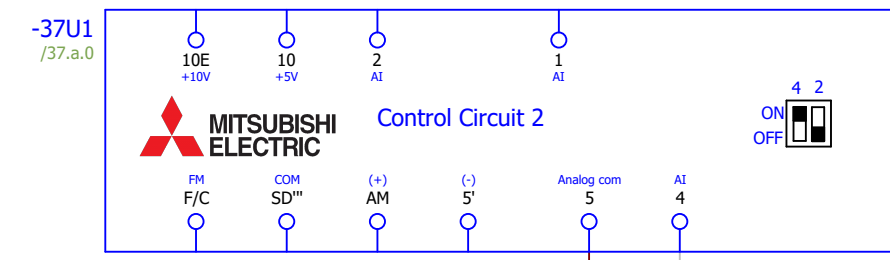 -37U1
/37.a.0
10E 10 2 1
+10V +5V AI AI
4 2
MITSUBISHI
ELECTRIC
Control Circuit 2
ON
OFF
FM COM (+) (-) Analog com AI
F/C SD''' AM 5' 5 4